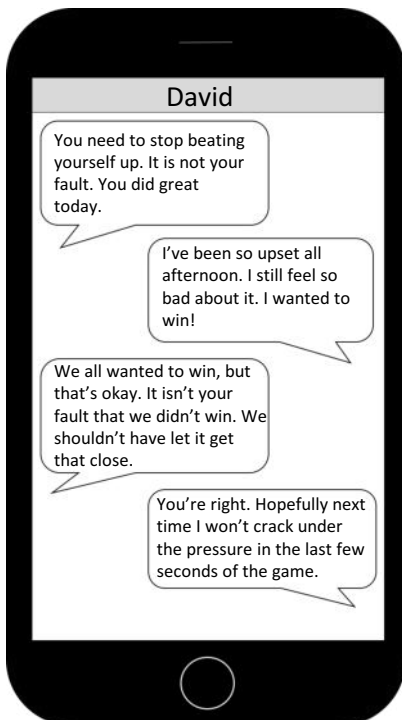 David
You need to stop beating
yourself up. It is not your
fault. You did great
today.
I've been so upset all
afternoon. I still feel so
bad about it. I wanted to
win!
We all wanted to win, but
that's okay. It isn't your
fault that we didn't win. We
shouldn't have let it get
that close.
You're right. Hopefully next
time I won't crack under
the pressure in the last few
seconds of the game.